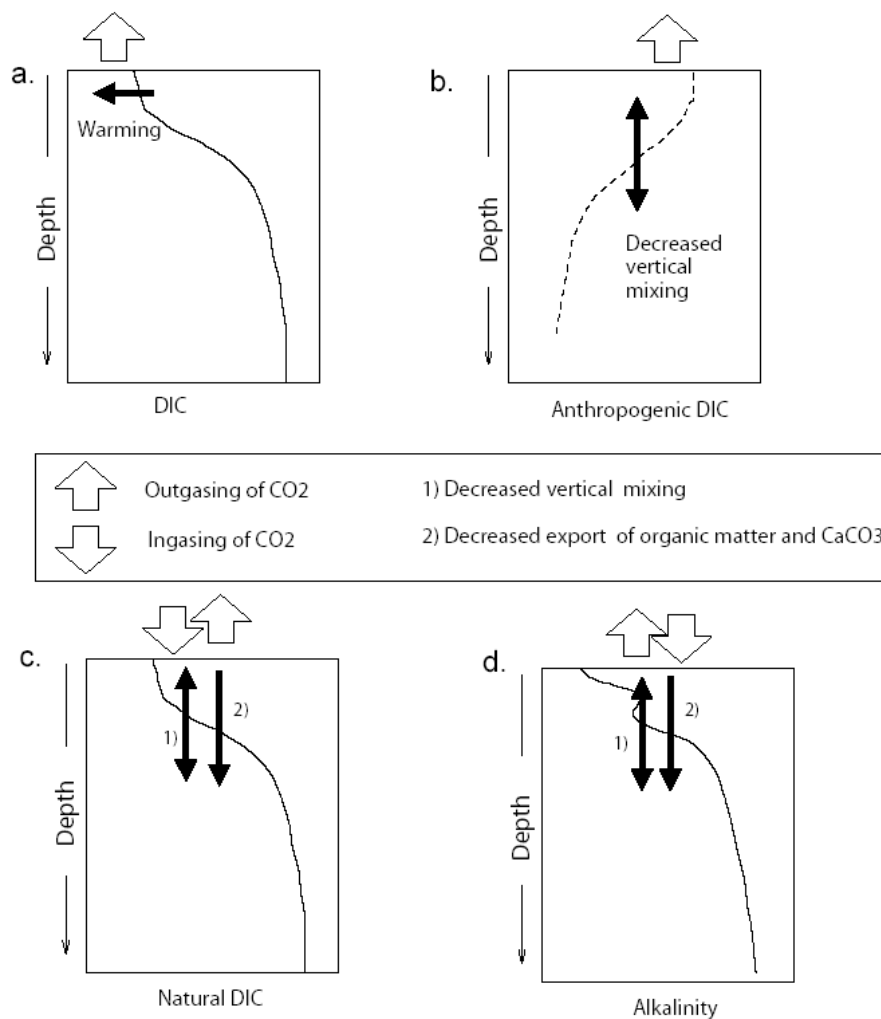 a.
Warming
Depth
DIC
b.
Decreased
vertical
mixing
Depth
Anthropogenic DIC
Outgasing of CO2
1) Decreased vertical mixing
Ingasing of CO2
2) Decreased export of organic matter and CaCO3
c.
1)
2)
Depth
Natural DIC
d.
1)
2)
Depth
Alkalinity